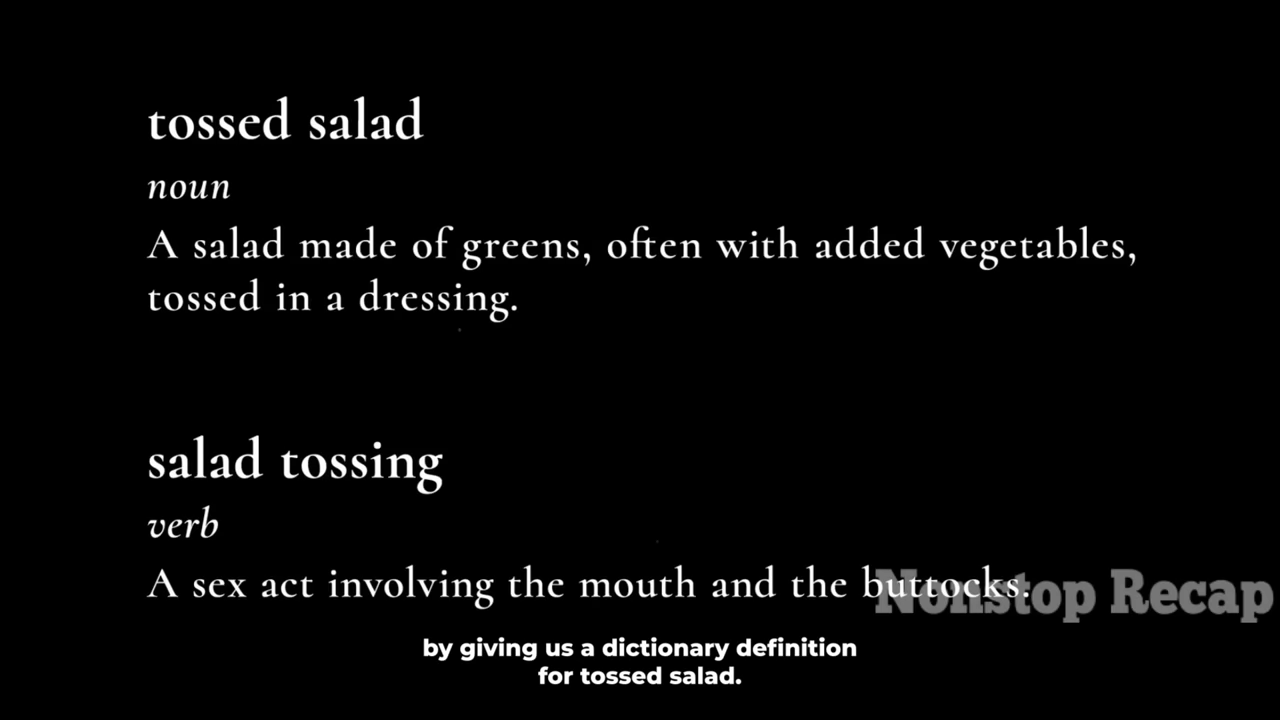 tossed salad
noun
A salad made of greens, often with added vegetables,
tossed in a dressing.
salad tossing
verb
A sex act involving the mouth and the buttocks.
Nonstop Recap
by giving us a dictionary definition
for tossed salad.